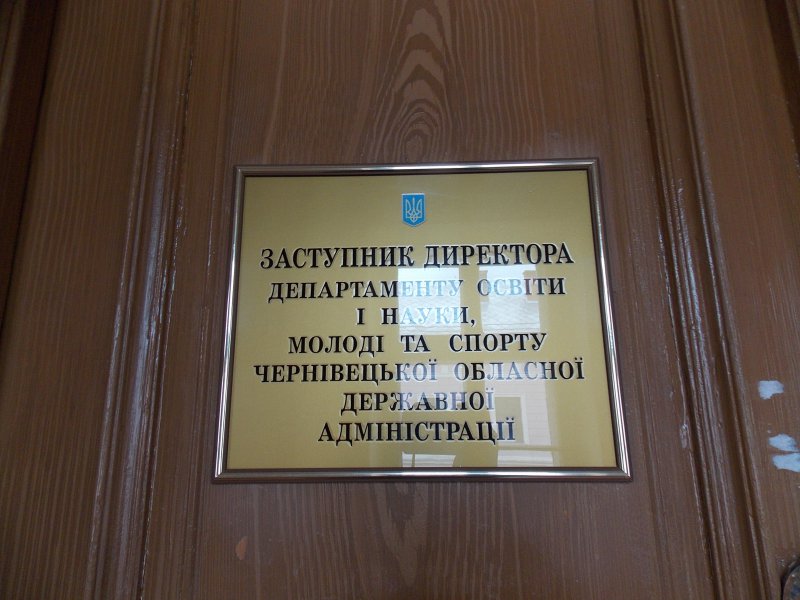 ЗАСТУПНИК ДИРЕКТОРА
ДЕПАРТАМЕНТУ ОСВІТИ
І НАУКИ,
МОЛОДІ ТА СПОРТУ
ЧЕРНІВЕЦЬКОЇ ОБЛАСНОЇ
ДЕРЖАВНОЇ
АДМІНІСТРАЦІЇ